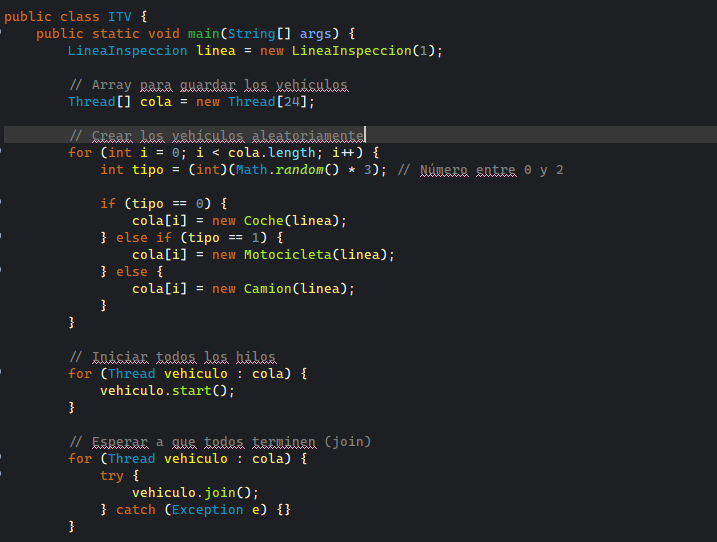 public class ITV {
    public static void main(String[] args) {
        LineaInspeccion linea = new LineaInspeccion(1);

        // Array para guardar los vehículos
        Thread[] cola = new Thread[24];

        // Crear los vehículos aleatoriamente
        for (int i = 0; i < cola.length; i++) {
            int tipo = (int)(Math.random() * 3); // Número entre 0 y 2

            if (tipo == 0) {
                cola[i] = new Coche(linea);
            } else if (tipo == 1) {
                cola[i] = new Motocicleta(linea);
            } else {
                cola[i] = new Camion(linea);
            }
        }

        // Iniciar todos los hilos
        for (Thread vehiculo : cola) {
            vehiculo.start();
        }

        // Esperar a que todos terminen (join)
        for (Thread vehiculo : cola) {
            try {
                vehiculo.join();
            } catch (Exception e) {}
        }